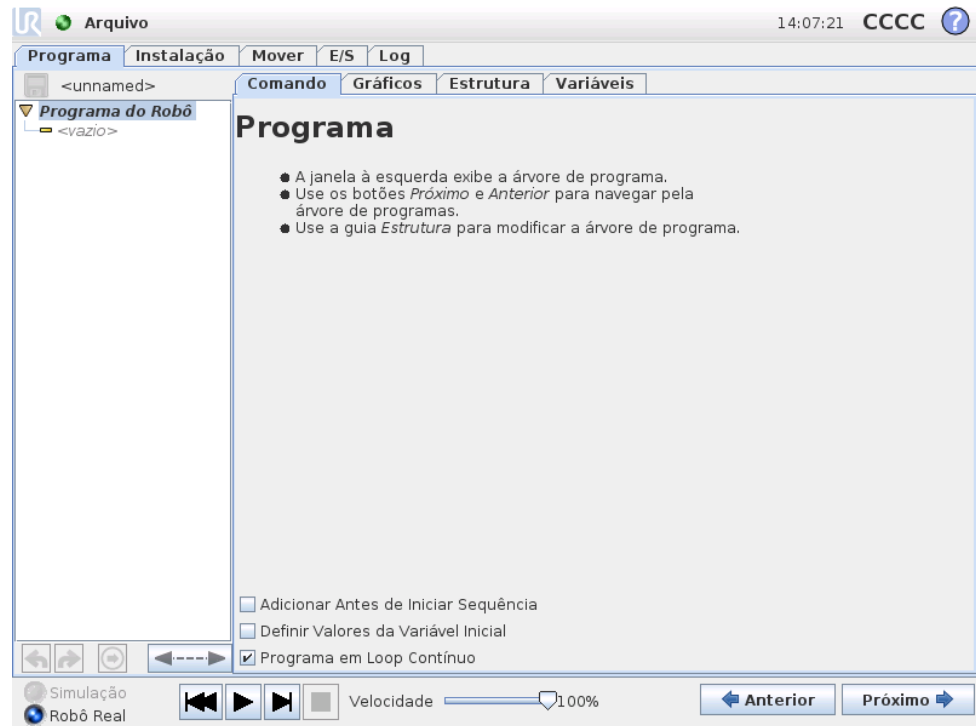 UR Arquivo 14:07:21 CCCC ?
Programa Instalação Mover E/S Log
<unnamed> Comando Gráficos Estrutura Variáveis
Programa do Robô
<vazio>
Programa
A janela à esquerda exibe a árvore de programa.
Use os botões Próximo e Anterior para navegar pela
árvore de programas.
Use a guia Estrutura para modificar a árvore de programa.
Adicionar Antes de Iniciar Sequência
Definir Valores da Variável Inicial
Programa em Loop Contínuo
Simulação
Robô Real
Velocidade 100%
Anterior Próximo